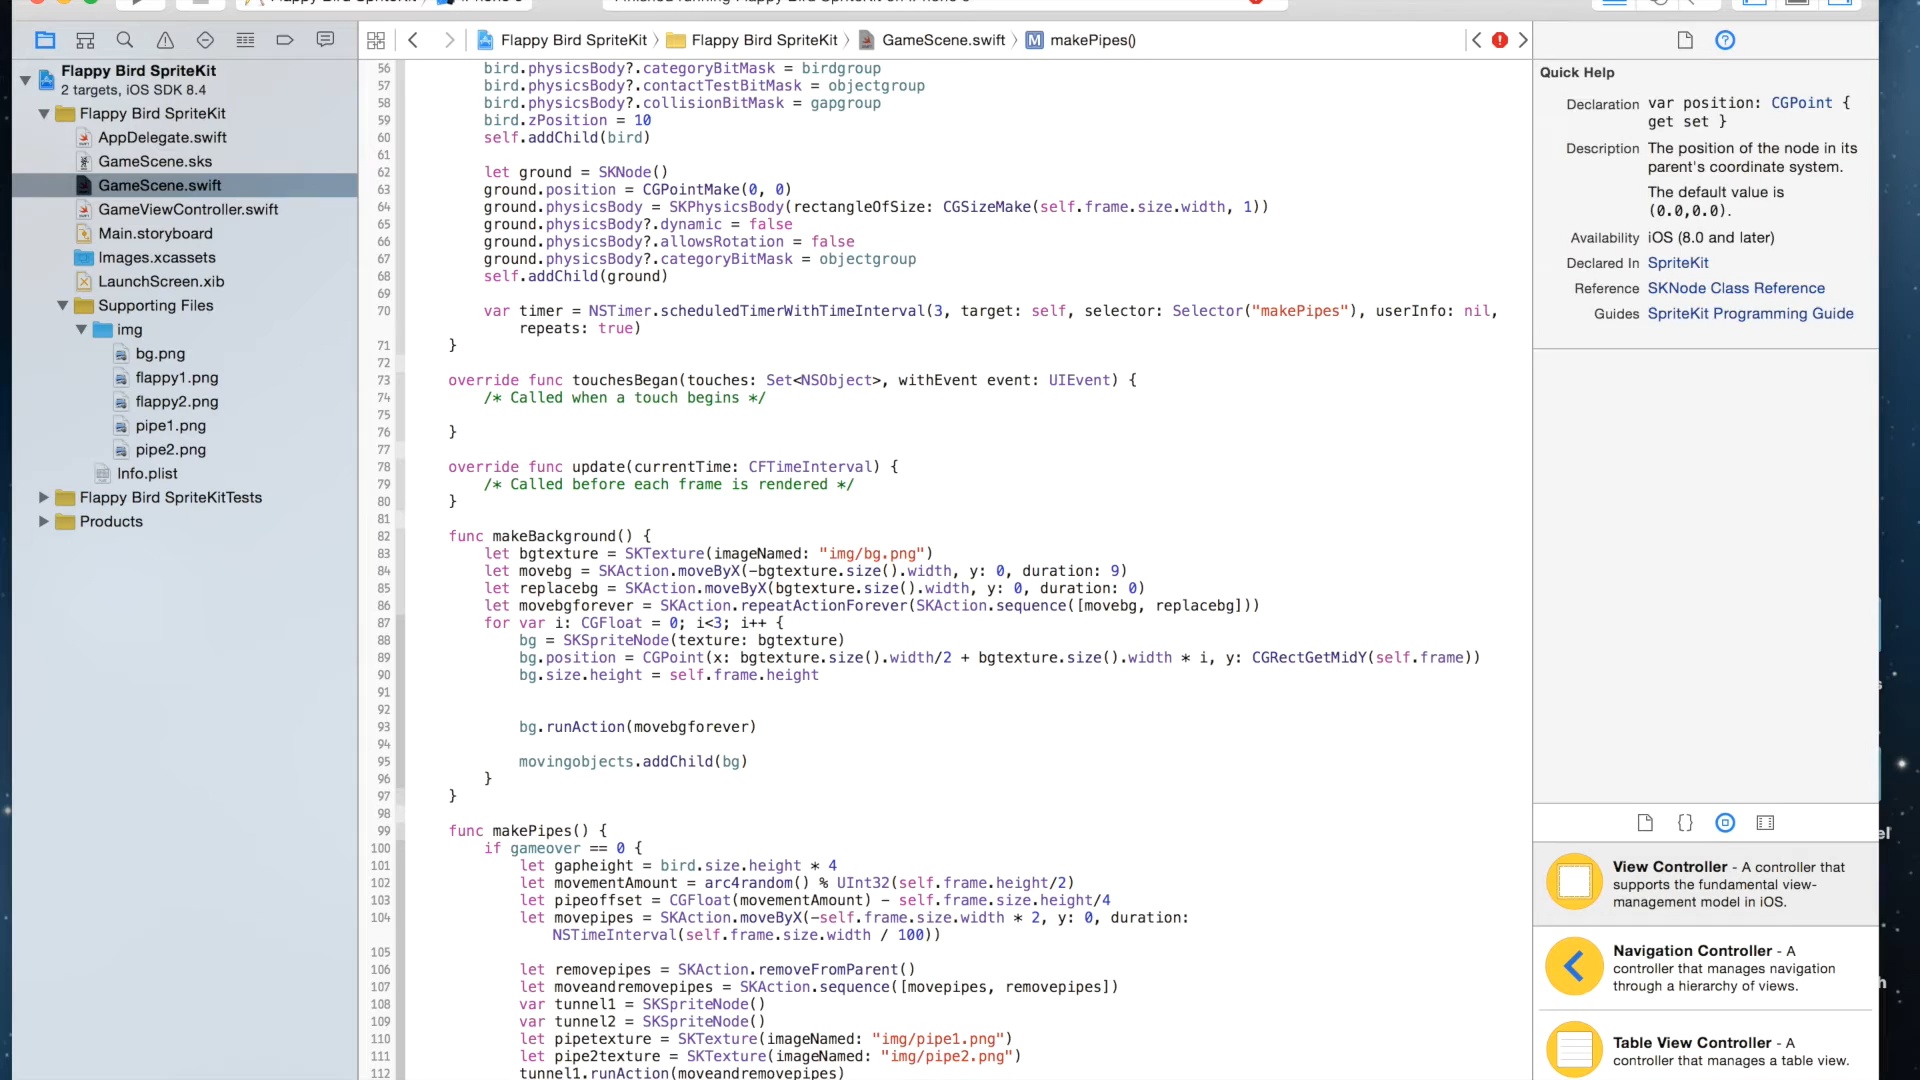 Flappy Bird SpriteKit
GameScene.swift
makePipes()
Flappy Bird SpriteKit
Flappy Bird SpriteKit
2 targets, iOS SDK 8.4
Flappy Bird SpriteKit
AppDelegate.swift
GameScene.sks
GameScene.swift
GameViewController.swift
Main.storyboard
Images.xcassets
LaunchScreen.xib
Supporting Files
img
bg.png
flappy1.png
flappy2.png
pipe1.png
pipe2.png
Info.plist
Flappy Bird SpriteKitTests
Products
56 bird.physicsBody?.categoryBitMask = birdgroup
57 bird.physicsBody?.contactTestBitMask = objectgroup
58 bird.physicsBody?.collisionBitMask = gapgroup
59 bird.zPosition = 10
60 self.addChild(bird)
61
62 let ground = SKNode()
63 ground.position = CGPointMake(0, 0)
64 ground.physicsBody = SKPhysicsBody(rectangleOfSize: CGSizeMake(self.frame.size.width, 1))
65 ground.physicsBody?.dynamic = false
66 ground.physicsBody?.allowsRotation = false
67 ground.physicsBody?.categoryBitMask = objectgroup
68 self.addChild(ground)
69
70 var timer = NSTimer.scheduledTimerWithTimeInterval(3, target: self, selector: Selector("makePipes"), userInfo: nil,
repeats: true)
71 }
72
73 override func touchesBegan(touches: Set<NSObject>, withEvent event: UIEvent) {
74 /* Called when a touch begins */
75
76 }
77
78 override func update(currentTime: CFTimeInterval) {
79 /* Called before each frame is rendered */
80 }
81
82 func makeBackground() {
83 let bgtexture = SKTexture(imageNamed: "img/bg.png")
84 let movebg = SKAction.moveByX(-bgtexture.size().width, y: 0, duration: 9)
85 let replacebg = SKAction.moveByX(bgtexture.size().width, y: 0, duration: 0)
86 let movebgforever = SKAction.repeatActionForever(SKAction.sequence([movebg, replacebg]))
87 for var i: CGFloat = 0; i<3; i++ {
88 bg = SKSpriteNode(texture: bgtexture)
89 bg.position = CGPoint(x: bgtexture.size().width/2 + bgtexture.size().width * i, y: CGRectGetMidY(self.frame))
90 bg.size.height = self.frame.height
91
92
93 bg.runAction(movebgforever)
94
95 movingobjects.addChild(bg)
96 }
97 }
98
99 func makePipes() {
100 if gameover == 0 {
101 let gapheight = bird.size.height * 4
102 let movementAmount = arc4random() % UInt32(self.frame.height/2)
103 let pipeoffset = CGFloat(movementAmount) - self.frame.size.height/4
104 let movepipes = SKAction.moveByX(-self.frame.size.width * 2, y: 0, duration:
NSTimeInterval(self.frame.size.width / 100))
105
106 let removepipes = SKAction.removeFromParent()
107 let moveandremovepipes = SKAction.sequence([movepipes, removepipes])
108 var tunnel1 = SKSpriteNode()
109 var tunnel2 = SKSpriteNode()
110 let pipetexture = SKTexture(imageNamed: "img/pipe1.png")
111 let pipe2texture = SKTexture(imageNamed: "img/pipe2.png")
112 tunnel1.runAction(moveandremovepipes)
Quick Help
Declaration var position: CGPoint {
get set }
Description The position of the node in its
parent's coordinate system.
The default value is
(0.0,0.0).
Availability iOS (8.0 and later)
Declared In SpriteKit
Reference SKNode Class Reference
Guides SpriteKit Programming Guide
View Controller - A controller that
supports the fundamental view-
management model in iOS.
Navigation Controller - A
controller that manages navigation
through a hierarchy of views.
Table View Controller - A
controller that manages a table view.